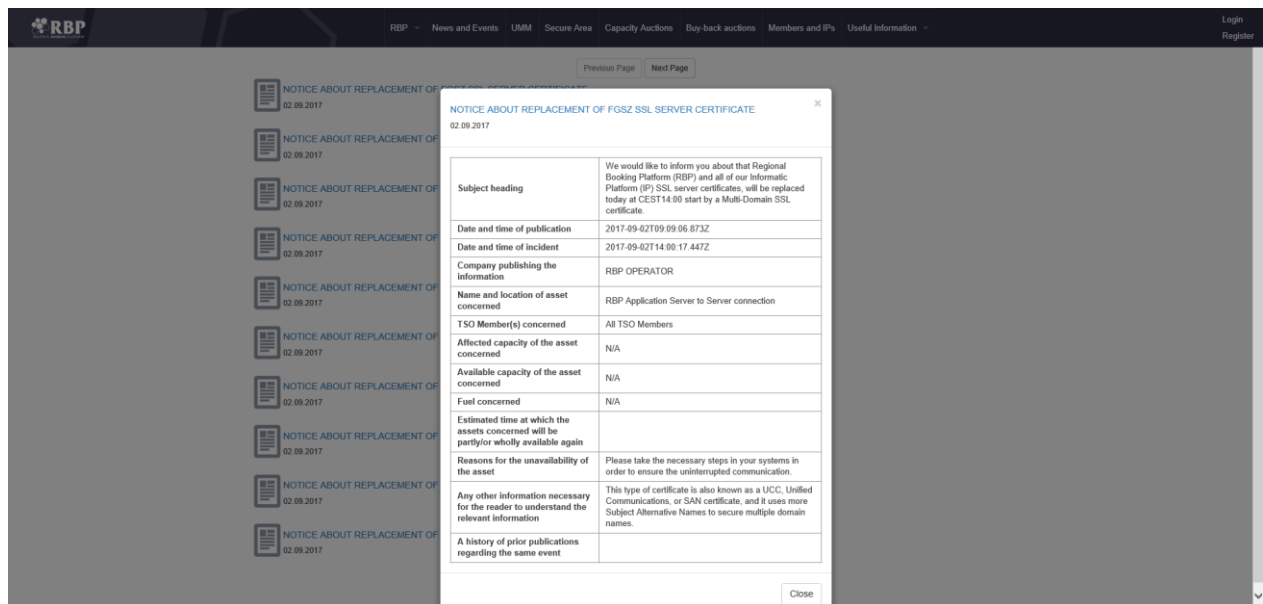 RBP
RBP News and Events UMM Secure Area Capacity Auctions Buy-back auctions Members and IPs Useful Information
Login
Register
Previous Page Next Page
NOTICE ABOUT REPLACEMENT OF FGSZ SSL SERVER CERTIFICATE
02.09.2017
NOTICE ABOUT REPLACEMENT OF
02.09.2017
NOTICE ABOUT REPLACEMENT OF
02.09.2017
NOTICE ABOUT REPLACEMENT OF
02.09.2017
NOTICE ABOUT REPLACEMENT OF
02.09.2017
NOTICE ABOUT REPLACEMENT OF
02.09.2017
NOTICE ABOUT REPLACEMENT OF
02.09.2017
NOTICE ABOUT REPLACEMENT OF
02.09.2017
NOTICE ABOUT REPLACEMENT OF
02.09.2017
NOTICE ABOUT REPLACEMENT OF
02.09.2017
NOTICE ABOUT REPLACEMENT OF FGSZ SSL SERVER CERTIFICATE
×
02.09.2017
Subject heading
We would like to inform you about that Regional
Booking Platform (RBP) and all of our Informatic
Platform (IP) SSL server certificates, will be replaced
today at CEST14:00 start by a Multi-Domain SSL
certificate.
Date and time of publication
2017-09-02T09:09:06.873Z
Date and time of incident
2017-09-02T14:00:17.447Z
Company publishing the
information
RBP OPERATOR
Name and location of asset
concerned
RBP Application Server to Server connection
TSO Member(s) concerned
All TSO Members
Affected capacity of the asset
concerned
N/A
Available capacity of the asset
concerned
N/A
Fuel concerned
N/A
Estimated time at which the
assets concerned will be
partly/or wholly available again
Reasons for the unavailability of
the asset
Please take the necessary steps in your systems in
order to ensure the uninterrupted communication.
Any other information necessary
for the reader to understand the
relevant information
This type of certificate is also known as a UCC, Unified
Communications, or SAN certificate, and it uses more
Subject Alternative Names to secure multiple domain
names.
A history of prior publications
regarding the same event
Close